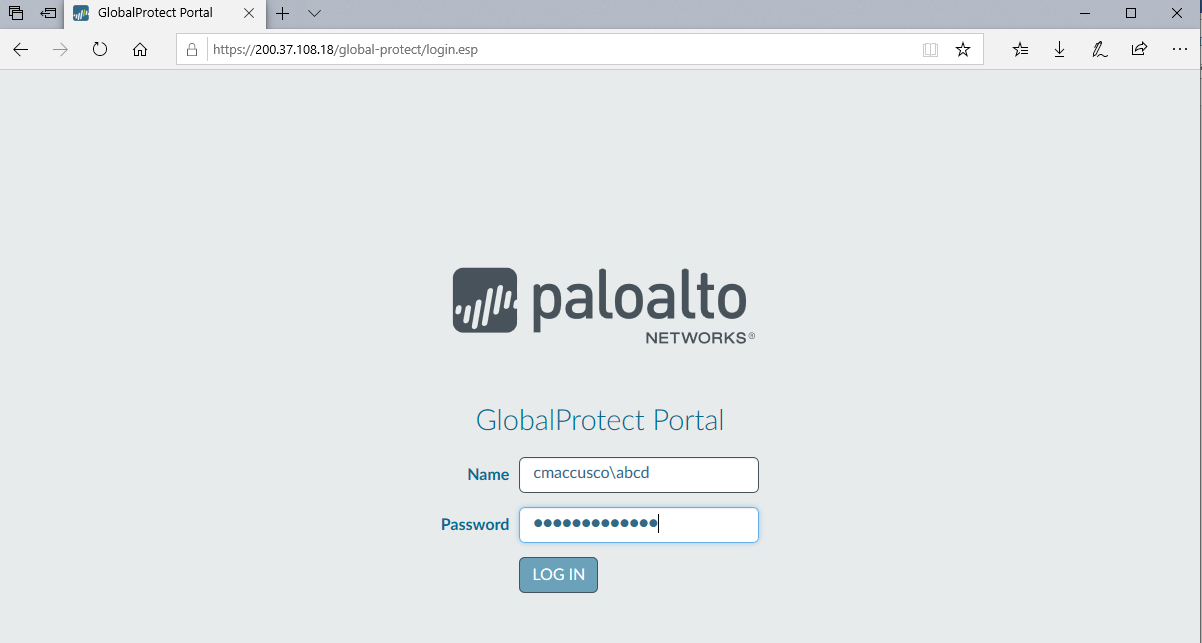 GlobalProtect Portal
https://200.37.108.18/global-protect/login.esp
paloalto
NETWORKS®
GlobalProtect Portal
Name cmaccusco\abcd
Password •••••••••••••
LOG IN